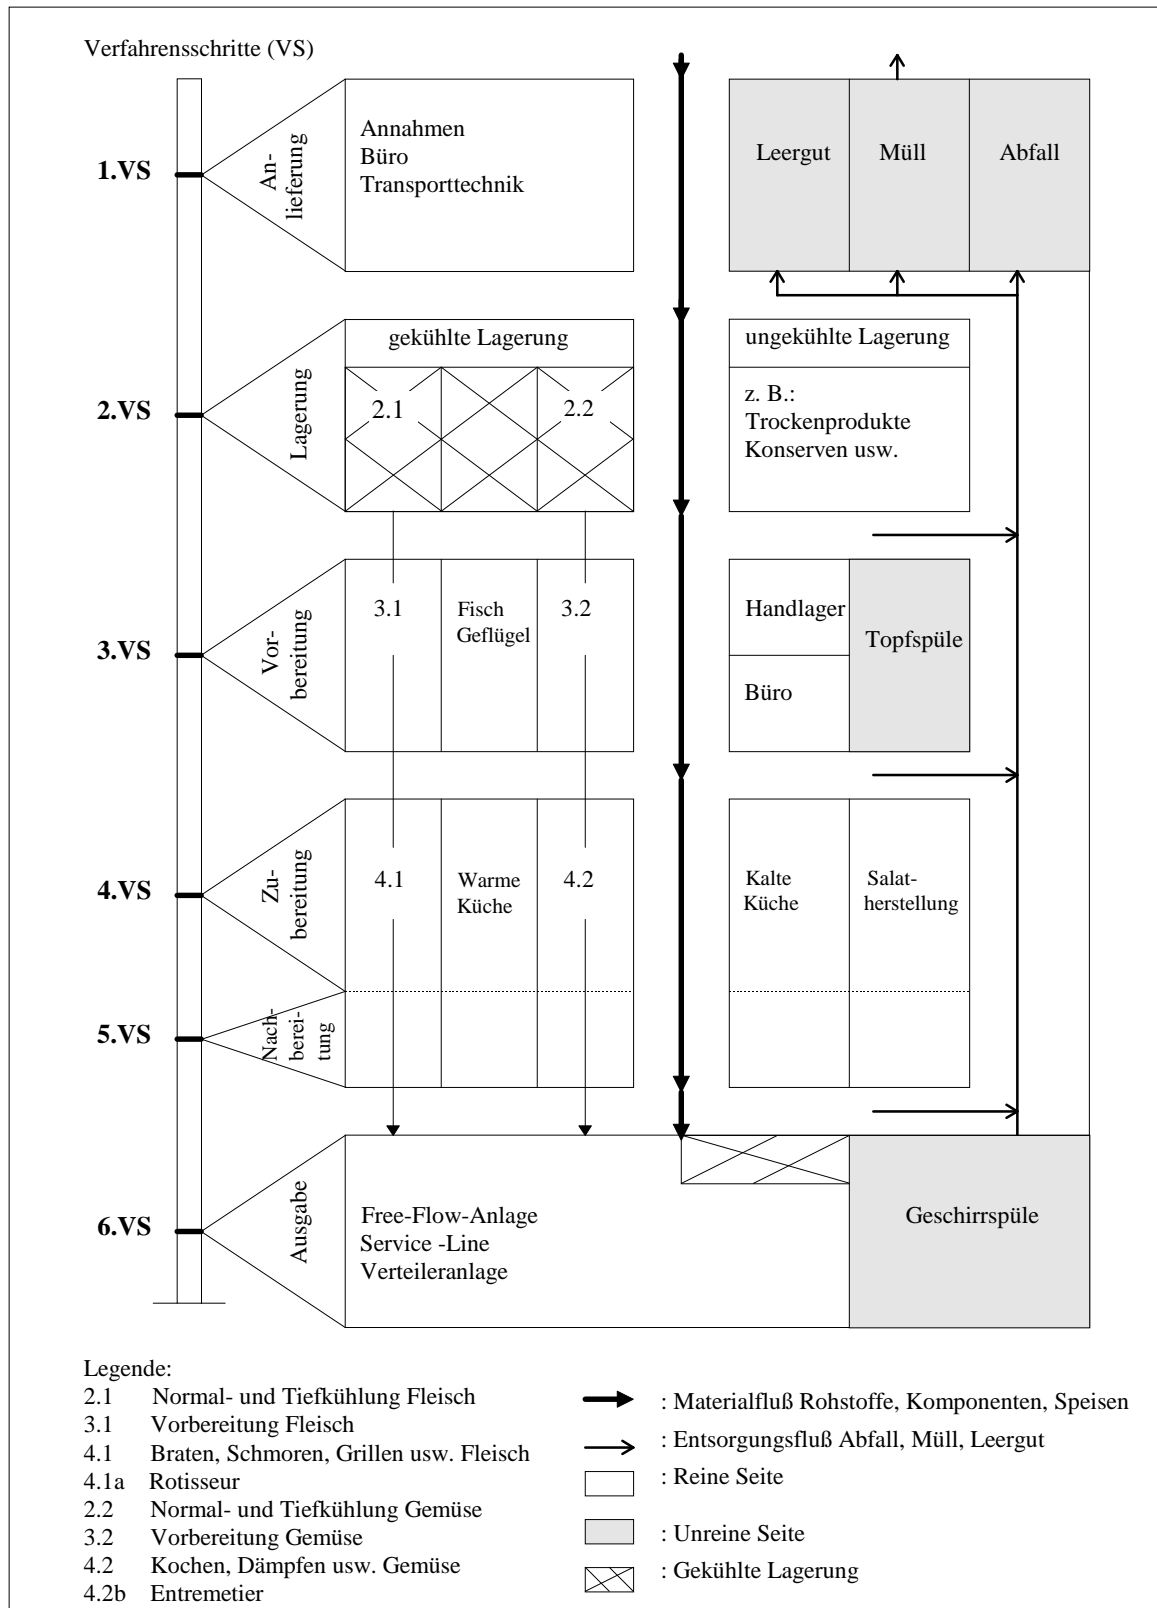 Verfahrensschritte (VS)
1.VS
An-
lieferung
Annahmen
Büro
Transporttechnik
Leergut
Müll
Abfall
2.VS
Lagerung
gekühlte Lagerung
2.1
2.2
ungekühlte Lagerung
z. B.:
Trockenprodukte
Konserven usw.
3.VS
Vor-
bereitung
3.1
Fisch
Geflügel
3.2
Handlager
Büro
Topfspüle
4.VS
Zu-
bereitung
4.1
Warme
Küche
4.2
Kalte
Küche
Salat-
herstellung
5.VS
Nach-
berei-
tung
6.VS
Ausgabe
Free-Flow-Anlage
Service -Line
Verteileranlage
Geschirrspüle
Legende:
2.1 Normal- und Tiefkühlung Fleisch
3.1 Vorbereitung Fleisch
4.1 Braten, Schmoren, Grillen usw. Fleisch
4.1a Rotisseur
2.2 Normal- und Tiefkühlung Gemüse
3.2 Vorbereitung Gemüse
4.2 Kochen, Dämpfen usw. Gemüse
4.2b Entremetier
: Materialfluß Rohstoffe, Komponenten, Speisen
: Entsorgungsfluß Abfall, Müll, Leergut
: Reine Seite
: Unreine Seite
: Gekühlte Lagerung